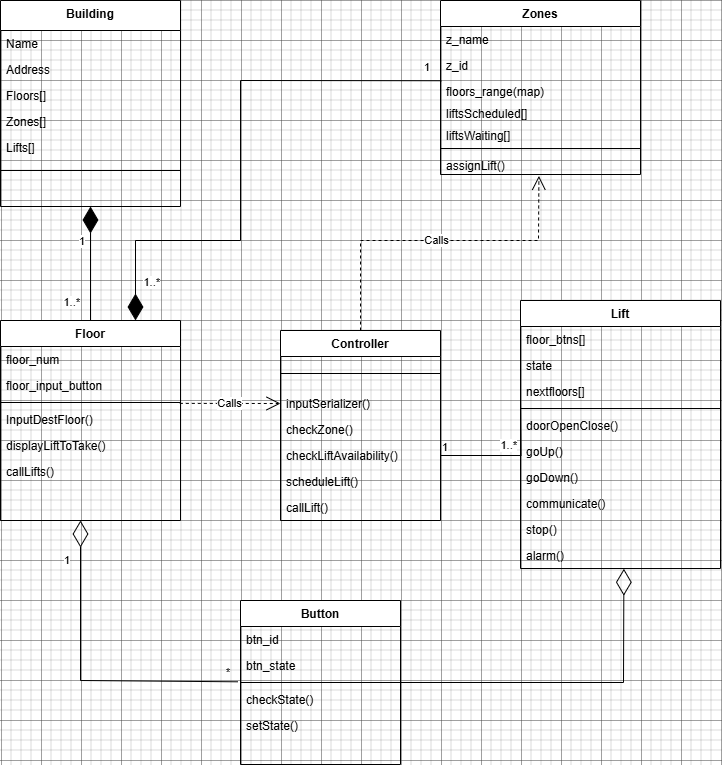 Building
Name
Address
Floors[]
Zones[]
Lifts[]
Zones
z_name
z_id
floors_range(map)
liftsScheduled[]
liftsWaiting[]
assignLift()
1
1
1..*
1..*
Calls
Floor
floor_num
floor_input_button
InputDestFloor()
displayLiftToTake()
callLifts()
Calls
Controller
inputSerializer()
checkZone()
checkLiftAvailability()
scheduleLift()
callLift()
1
1..*
Lift
floor_btns[]
state
nextfloors[]
doorOpenClose()
goUp()
goDown()
communicate()
stop()
alarm()
1
*
Button
btn_id
btn_state
checkState()
setState()